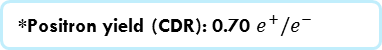 *Positron yield (CDR): 0.70 e⁺/e⁻